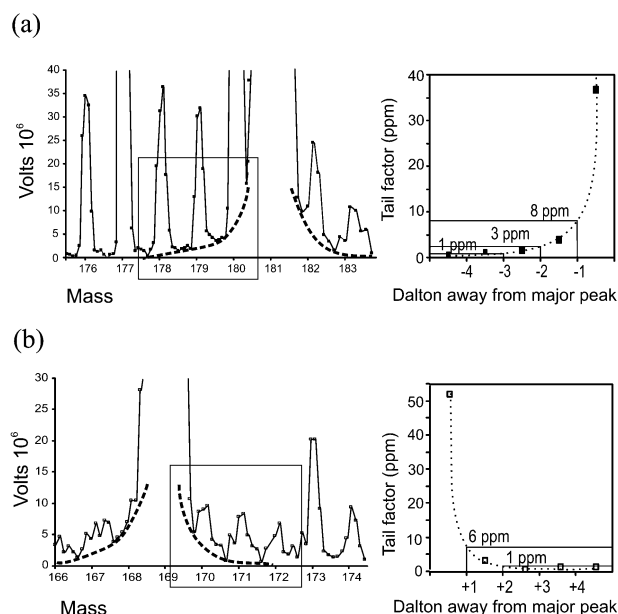 (a)
Volts 10⁶
40
35
30
25
20
15
10
5
0
176 177 178 179 180 181 182 183
Mass
Tail factor (ppm)
40
30
20
10
0
8 ppm
3 ppm
1 ppm
-4 -3 -2 -1
Dalton away from major peak
(b)
Volts 10⁶
30
25
20
15
10
5
0
166 167 168 169 170 171 172 173 174
Mass
Tail factor (ppm)
50
40
30
20
10
0
6 ppm
1 ppm
+1 +2 +3 +4
Dalton away from major peak